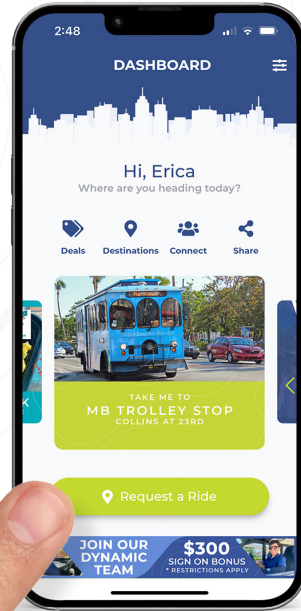 2:48
DASHBOARD
Hi, Erica
Where are you heading today?
Deals
Destinations
Connect
Share
K
TAKE ME TO
MB TROLLEY STOP
COLLINS AT 23RD
Request a Ride
JOIN OUR
DYNAMIC
TEAM
$300
SIGN ON BONUS
* RESTRICTIONS APPLY